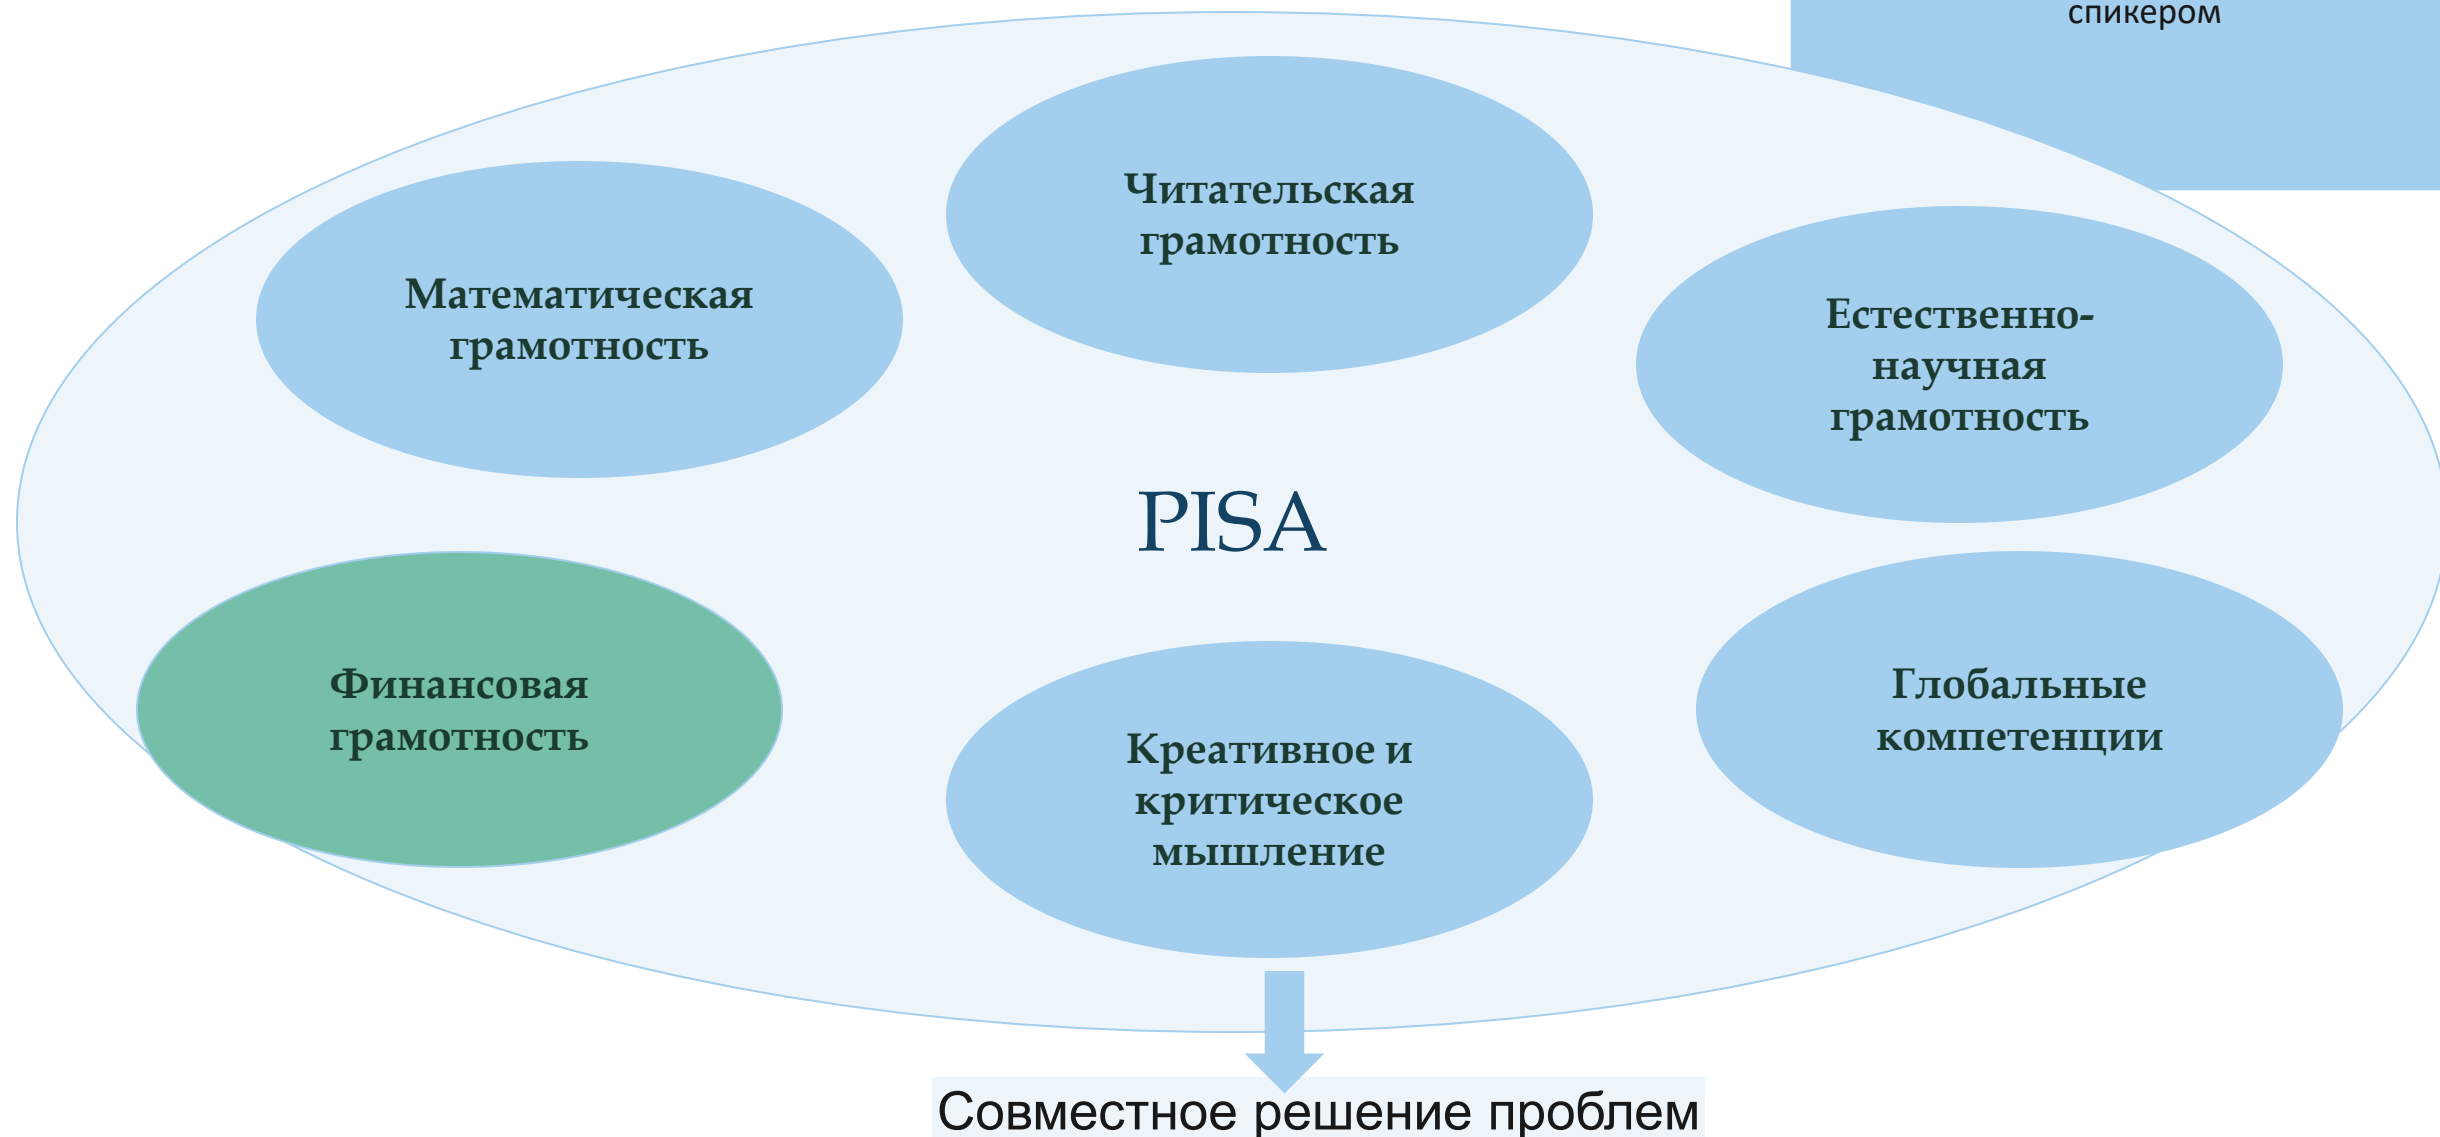 спикером
Читательская
грамотность
Математическая
грамотность
Естественно-
научная
грамотность
PISA
Финансовая
грамотность
Креативное и
критическое
мышление
Глобальные
компетенции
Совместное решение проблем